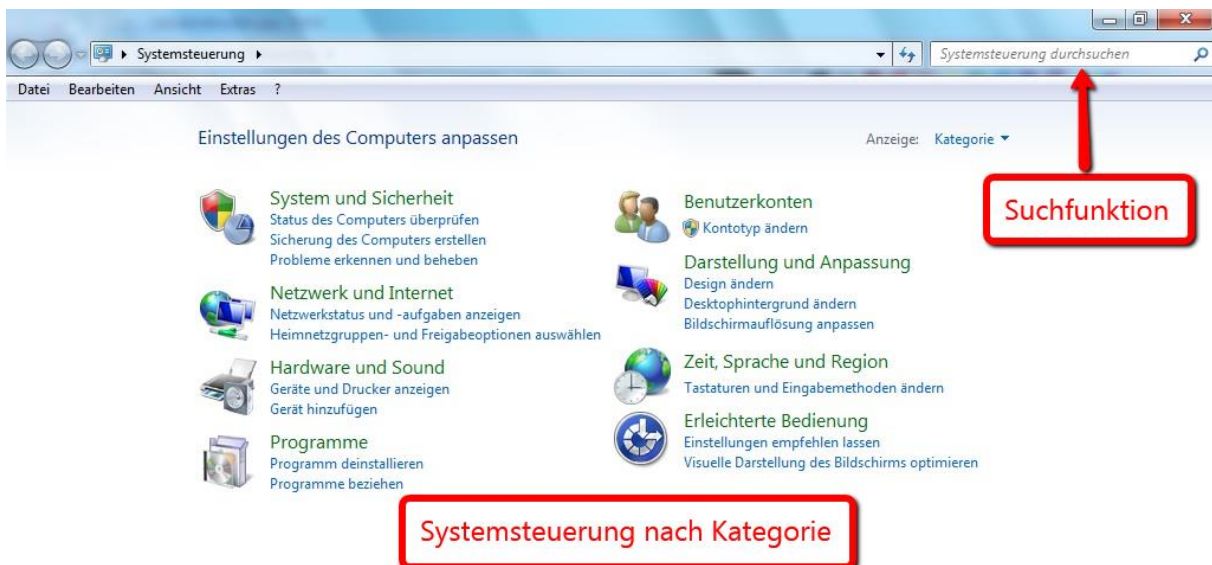 Systemsteuerung
Systemsteuerung durchsuchen
Datei Bearbeiten Ansicht Extras ?
Einstellungen des Computers anpassen
Anzeige: Kategorie
Suchfunktion
System und Sicherheit
Status des Computers überprüfen
Sicherung des Computers erstellen
Probleme erkennen und beheben
Netzwerk und Internet
Netzwerkstatus und -aufgaben anzeigen
Heimnetzgruppen- und Freigabeoptionen auswählen
Hardware und Sound
Geräte und Drucker anzeigen
Gerät hinzufügen
Programme
Programm deinstallieren
Programme beziehen
Benutzerkonten
Kontotyp ändern
Darstellung und Anpassung
Design ändern
Desktophintergrund ändern
Bildschirmauflösung anpassen
Zeit, Sprache und Region
Tastaturen und Eingabemethoden ändern
Erleichterte Bedienung
Einstellungen empfehlen lassen
Visuelle Darstellung des Bildschirms optimieren
Systemsteuerung nach Kategorie